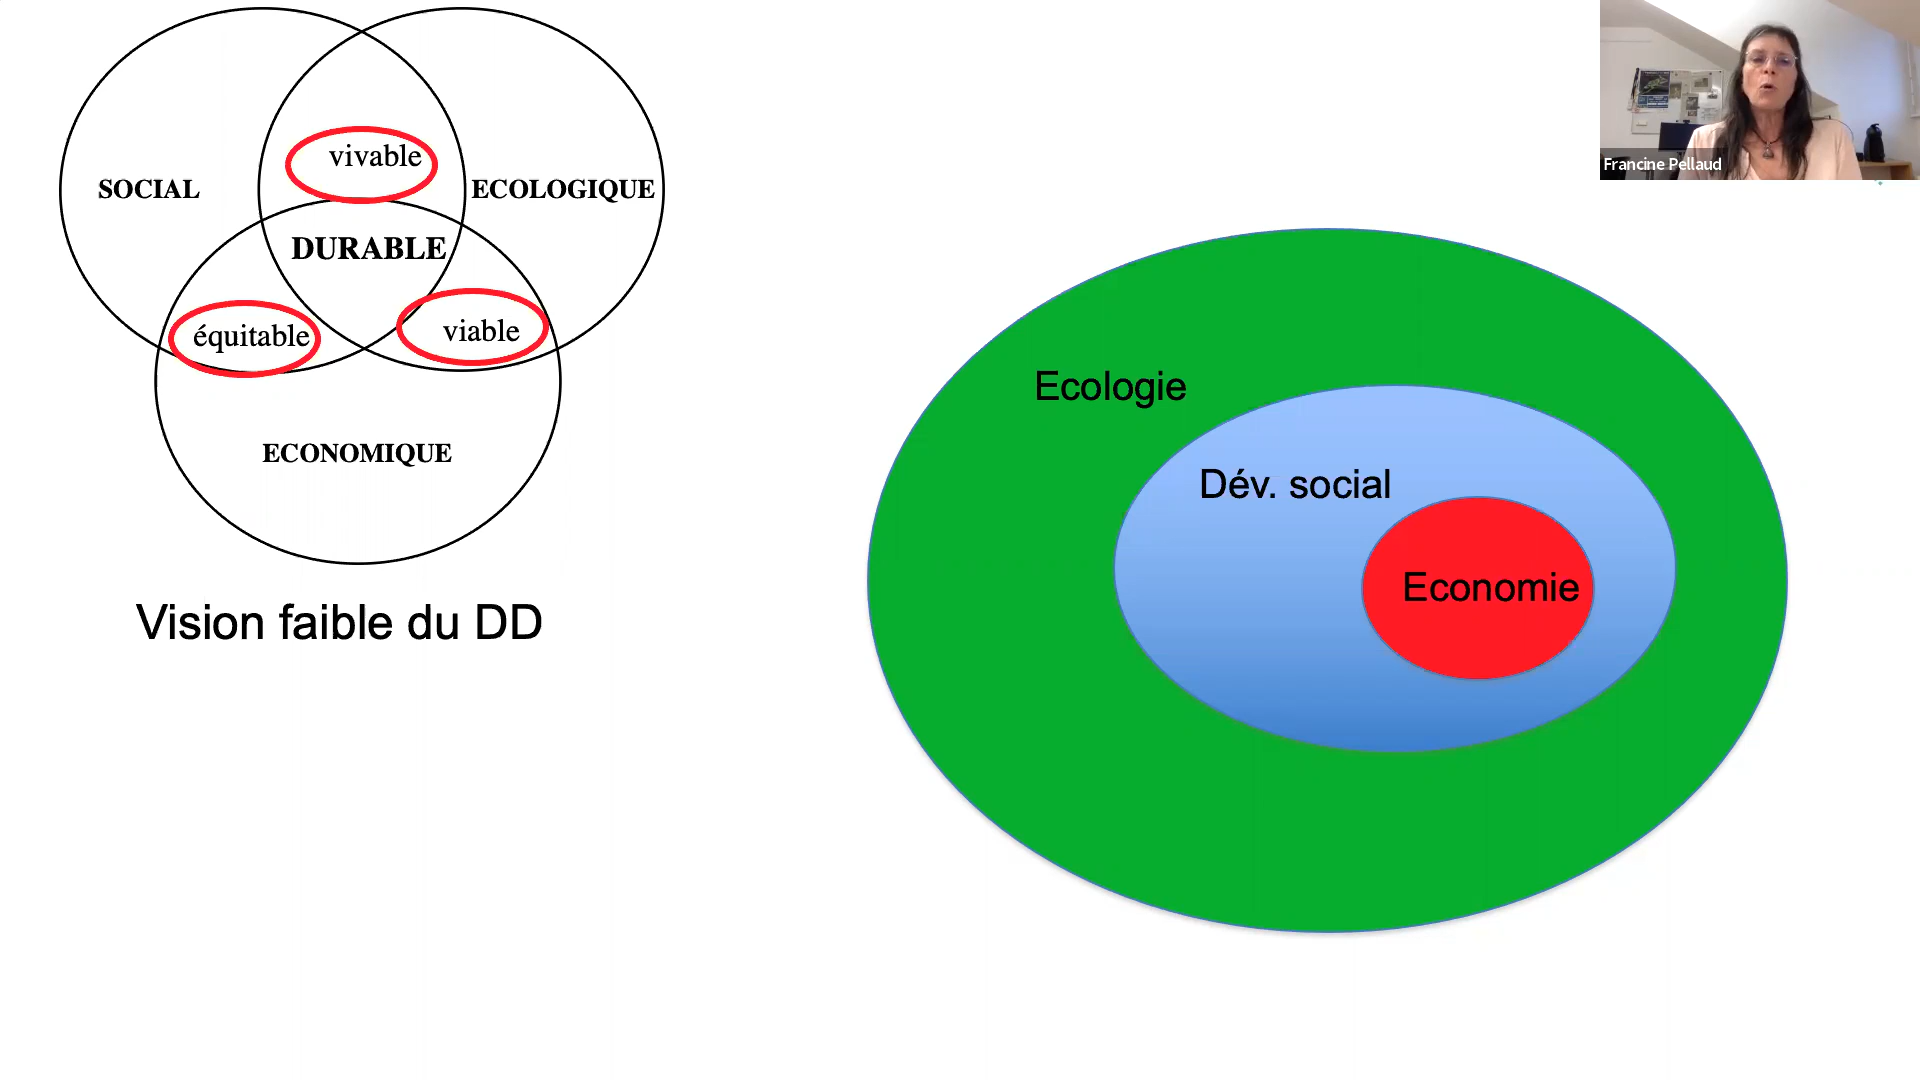 vivable
SOCIAL
ECOLOGIQUE
DURABLE
équitable
viable
ECONOMIQUE
Vision faible du DD
Francine Pellaud
Ecologie
Dév. social
Economie